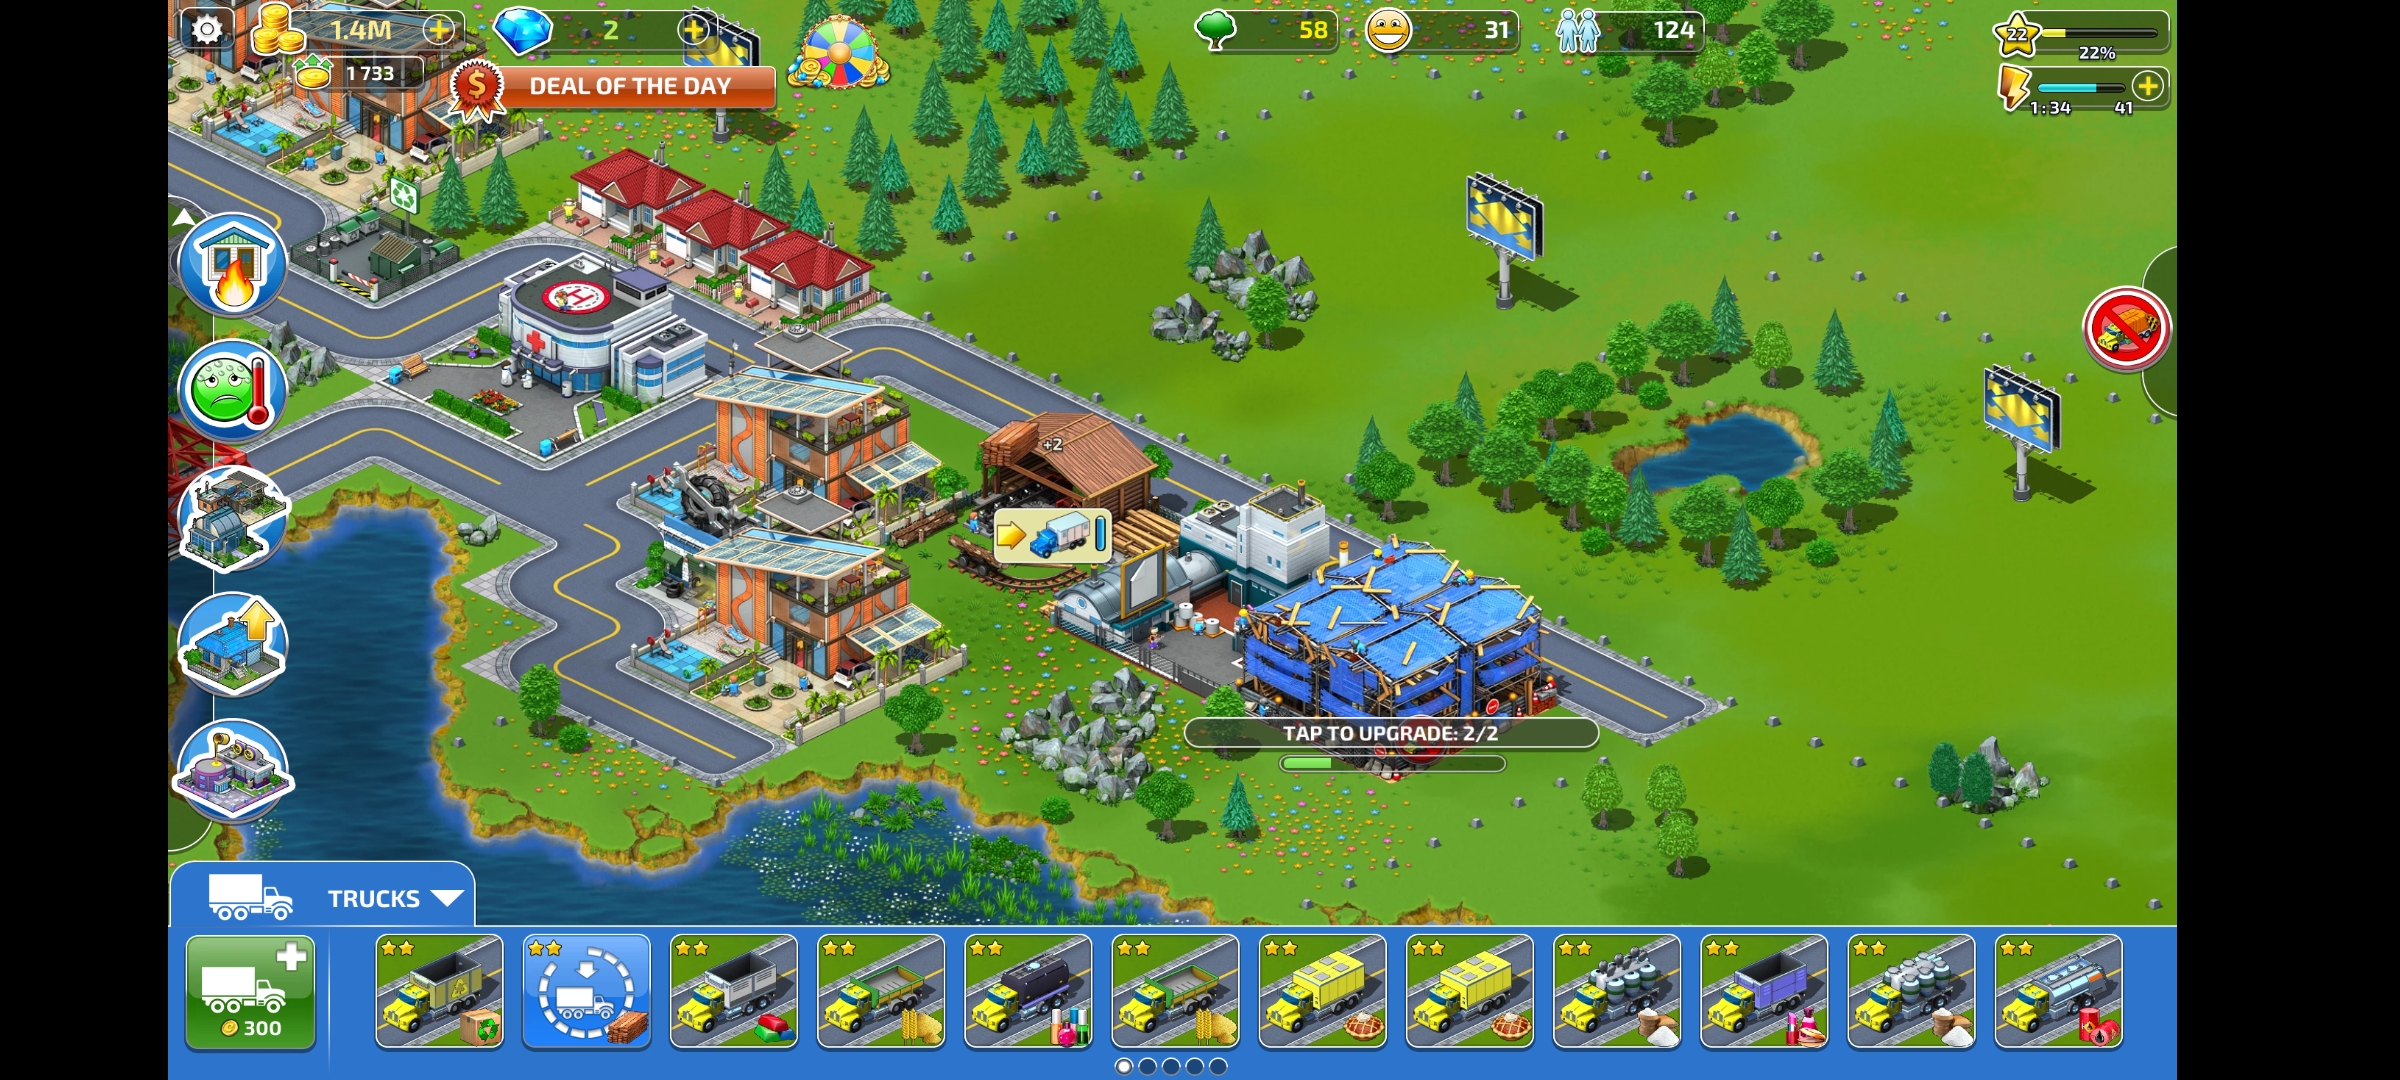 1.4M
2
58
31
124
22
22%
1 733
DEAL OF THE DAY
1:34
41
H
+2
TAP TO UPGRADE: 2/2
TRUCKS
300